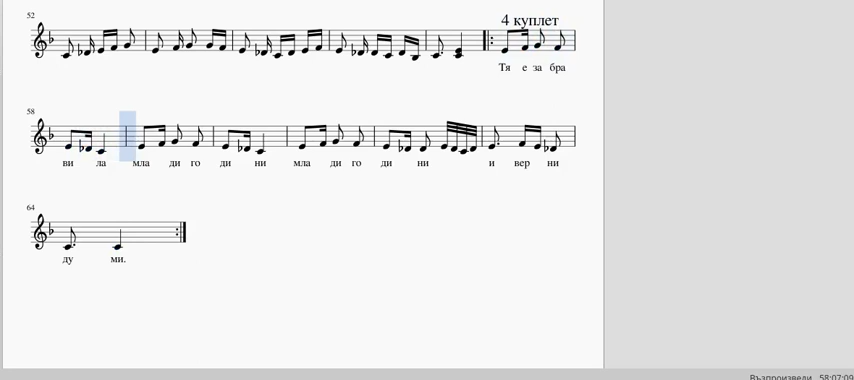 52
4 куплет
Тя е за бра
58
ви ла мла ди го ди ни мла ди го ди ни и вер ни
64
ду ми.
Възпроизведи 58:07:09